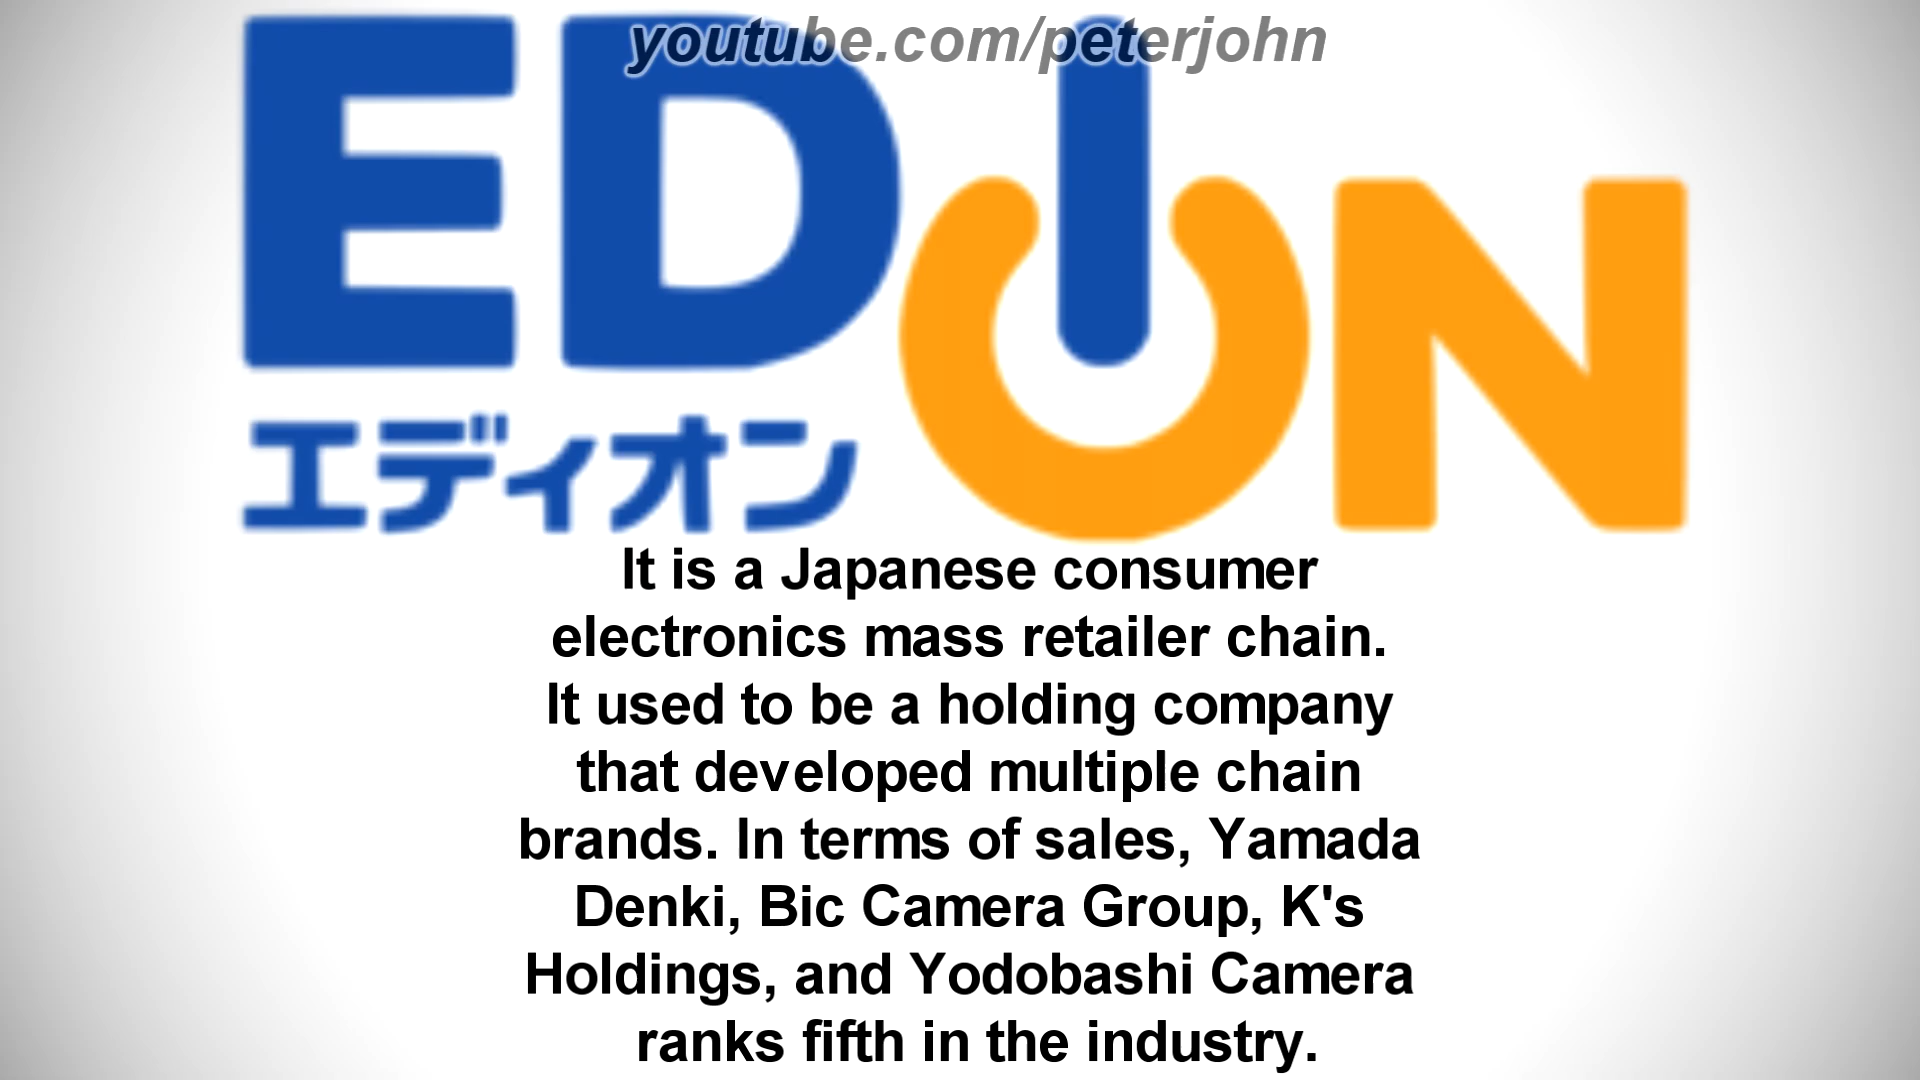 youtube.com/peterjohn
EDION
エディオン
It is a Japanese consumer
electronics mass retailer chain.
It used to be a holding company
that developed multiple chain
brands. In terms of sales, Yamada
Denki, Bic Camera Group, K's
Holdings, and Yodobashi Camera
ranks fifth in the industry.